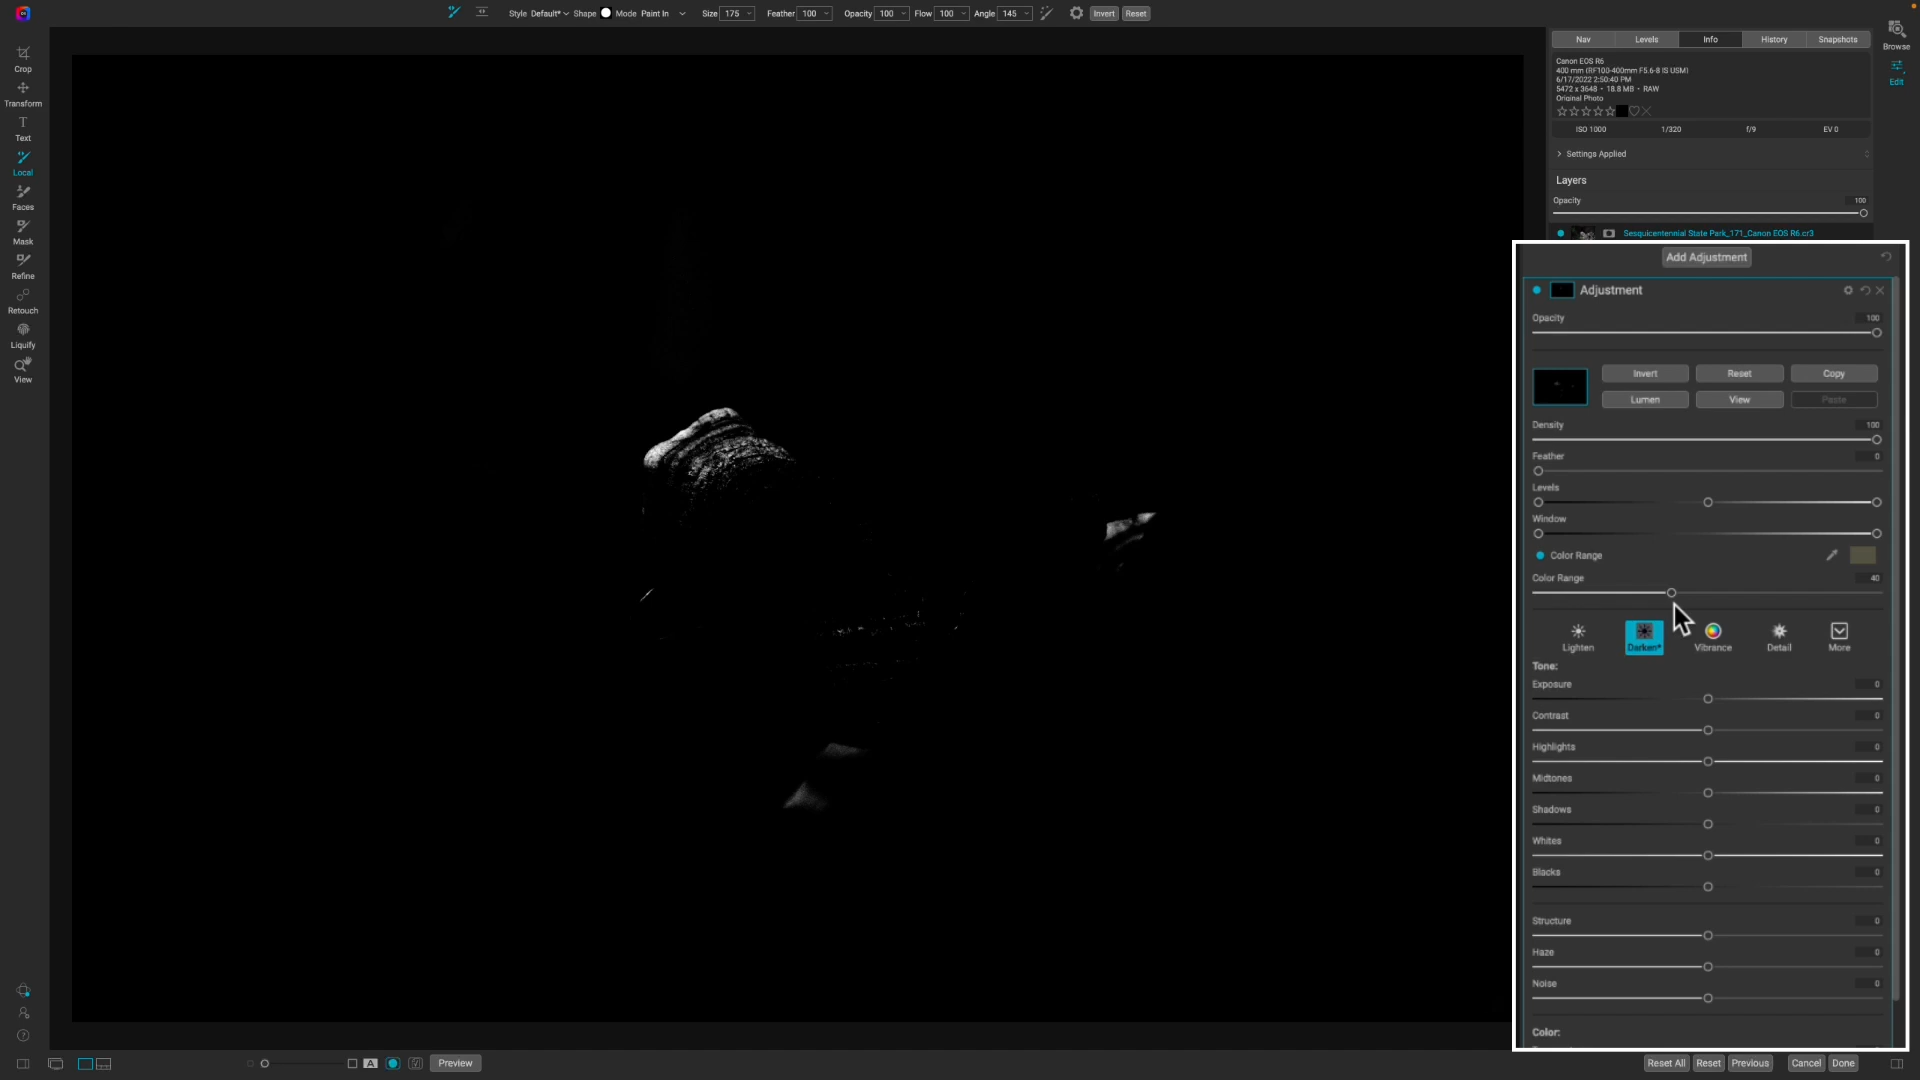 Style Default* Shape Mode Paint In Size 175 Feather 100 Opacity 100 Flow 100 Angle 145 Invert Reset
Crop
Transform
Text
Local
Faces
Mask
Refine
Retouch
Liquify
View
Nav Levels Info History Snapshots
Browse
Edit
Canon EOS R6
400 mm (RF100-400mm F5.6-8 IS USM)
6/17/2022 2:50:40 PM
5472 x 3648 • 18.8 MB • RAW
Original Photo
ISO 1000 1/320 f/9 EV 0
Settings Applied
Layers
Opacity 100
Sesquicentennial State Park_171_Canon EOS R6.cr3
Add Adjustment
Adjustment
Opacity 100
Invert Reset Copy
Lumen View Paste
Density 100
Feather 0
Levels
Window
Color Range
Color Range 40
Lighten Darken* Vibrance Detail More
Tone:
Exposure 0
Contrast 0
Highlights 0
Midtones 0
Shadows 0
Whites 0
Blacks 0
Structure 0
Haze 0
Noise 0
Color:
A Preview
Reset All Reset Previous Cancel Done